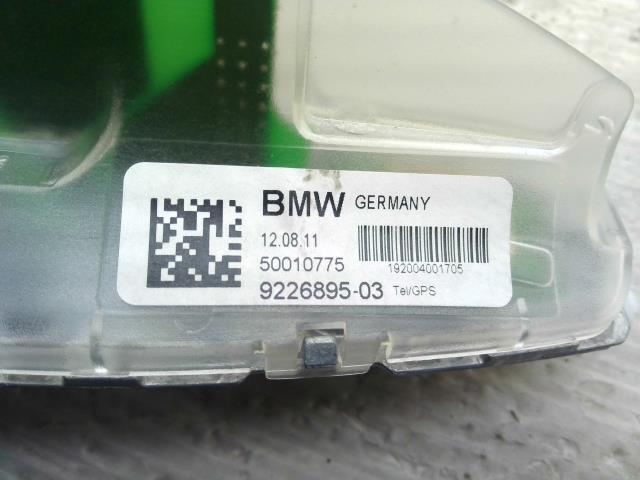 BMW GERMANY
12.08.11
50010775
192004001705
9226895-03 Tel/GPS